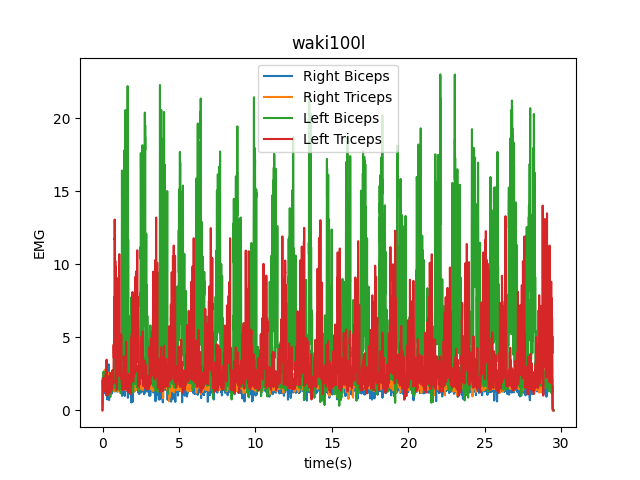 waki100l
Right Biceps
Right Triceps
Left Biceps
Left Triceps
EMG
20
15
10
5
0
0 5 10 15 20 25 30
time(s)